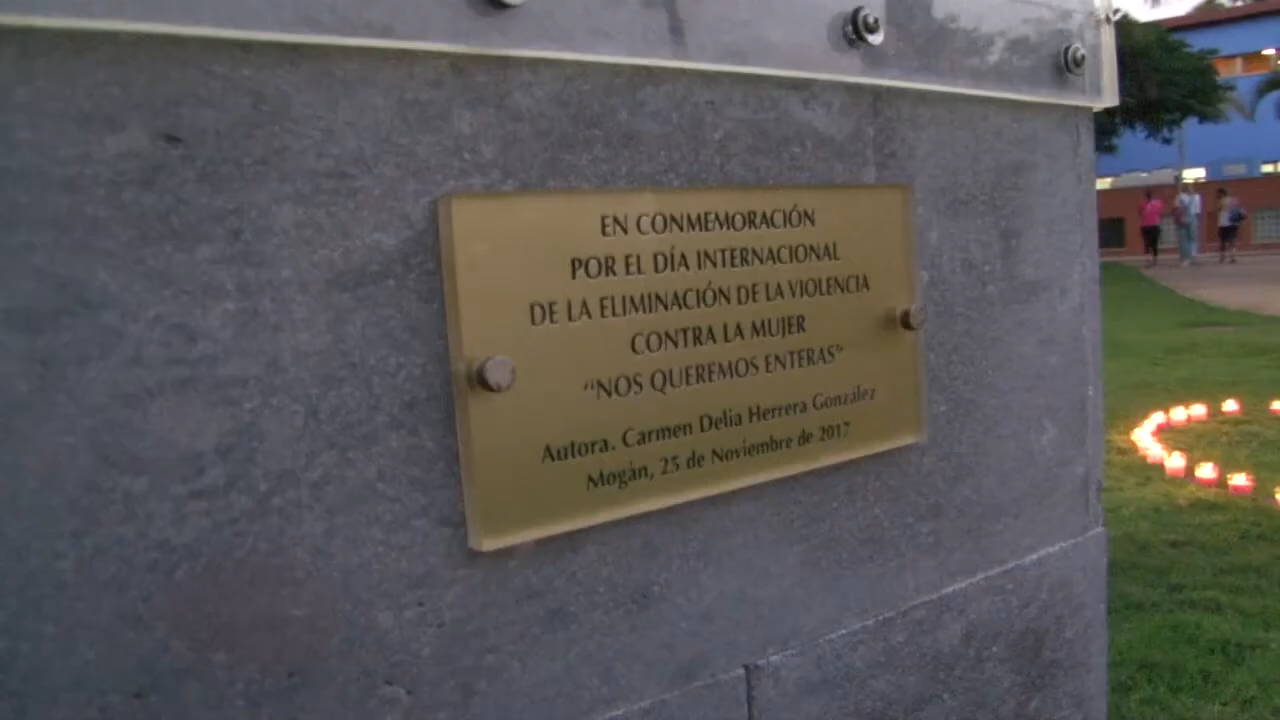 EN CONMEMORACIÓN
POR EL DÍA INTERNACIONAL
DE LA ELIMINACIÓN DE LA VIOLENCIA
CONTRA LA MUJER
“NOS QUEREMOS ENTERAS”
Autora. Carmen Delia Herrera González
Mogán, 25 de Noviembre de 2017